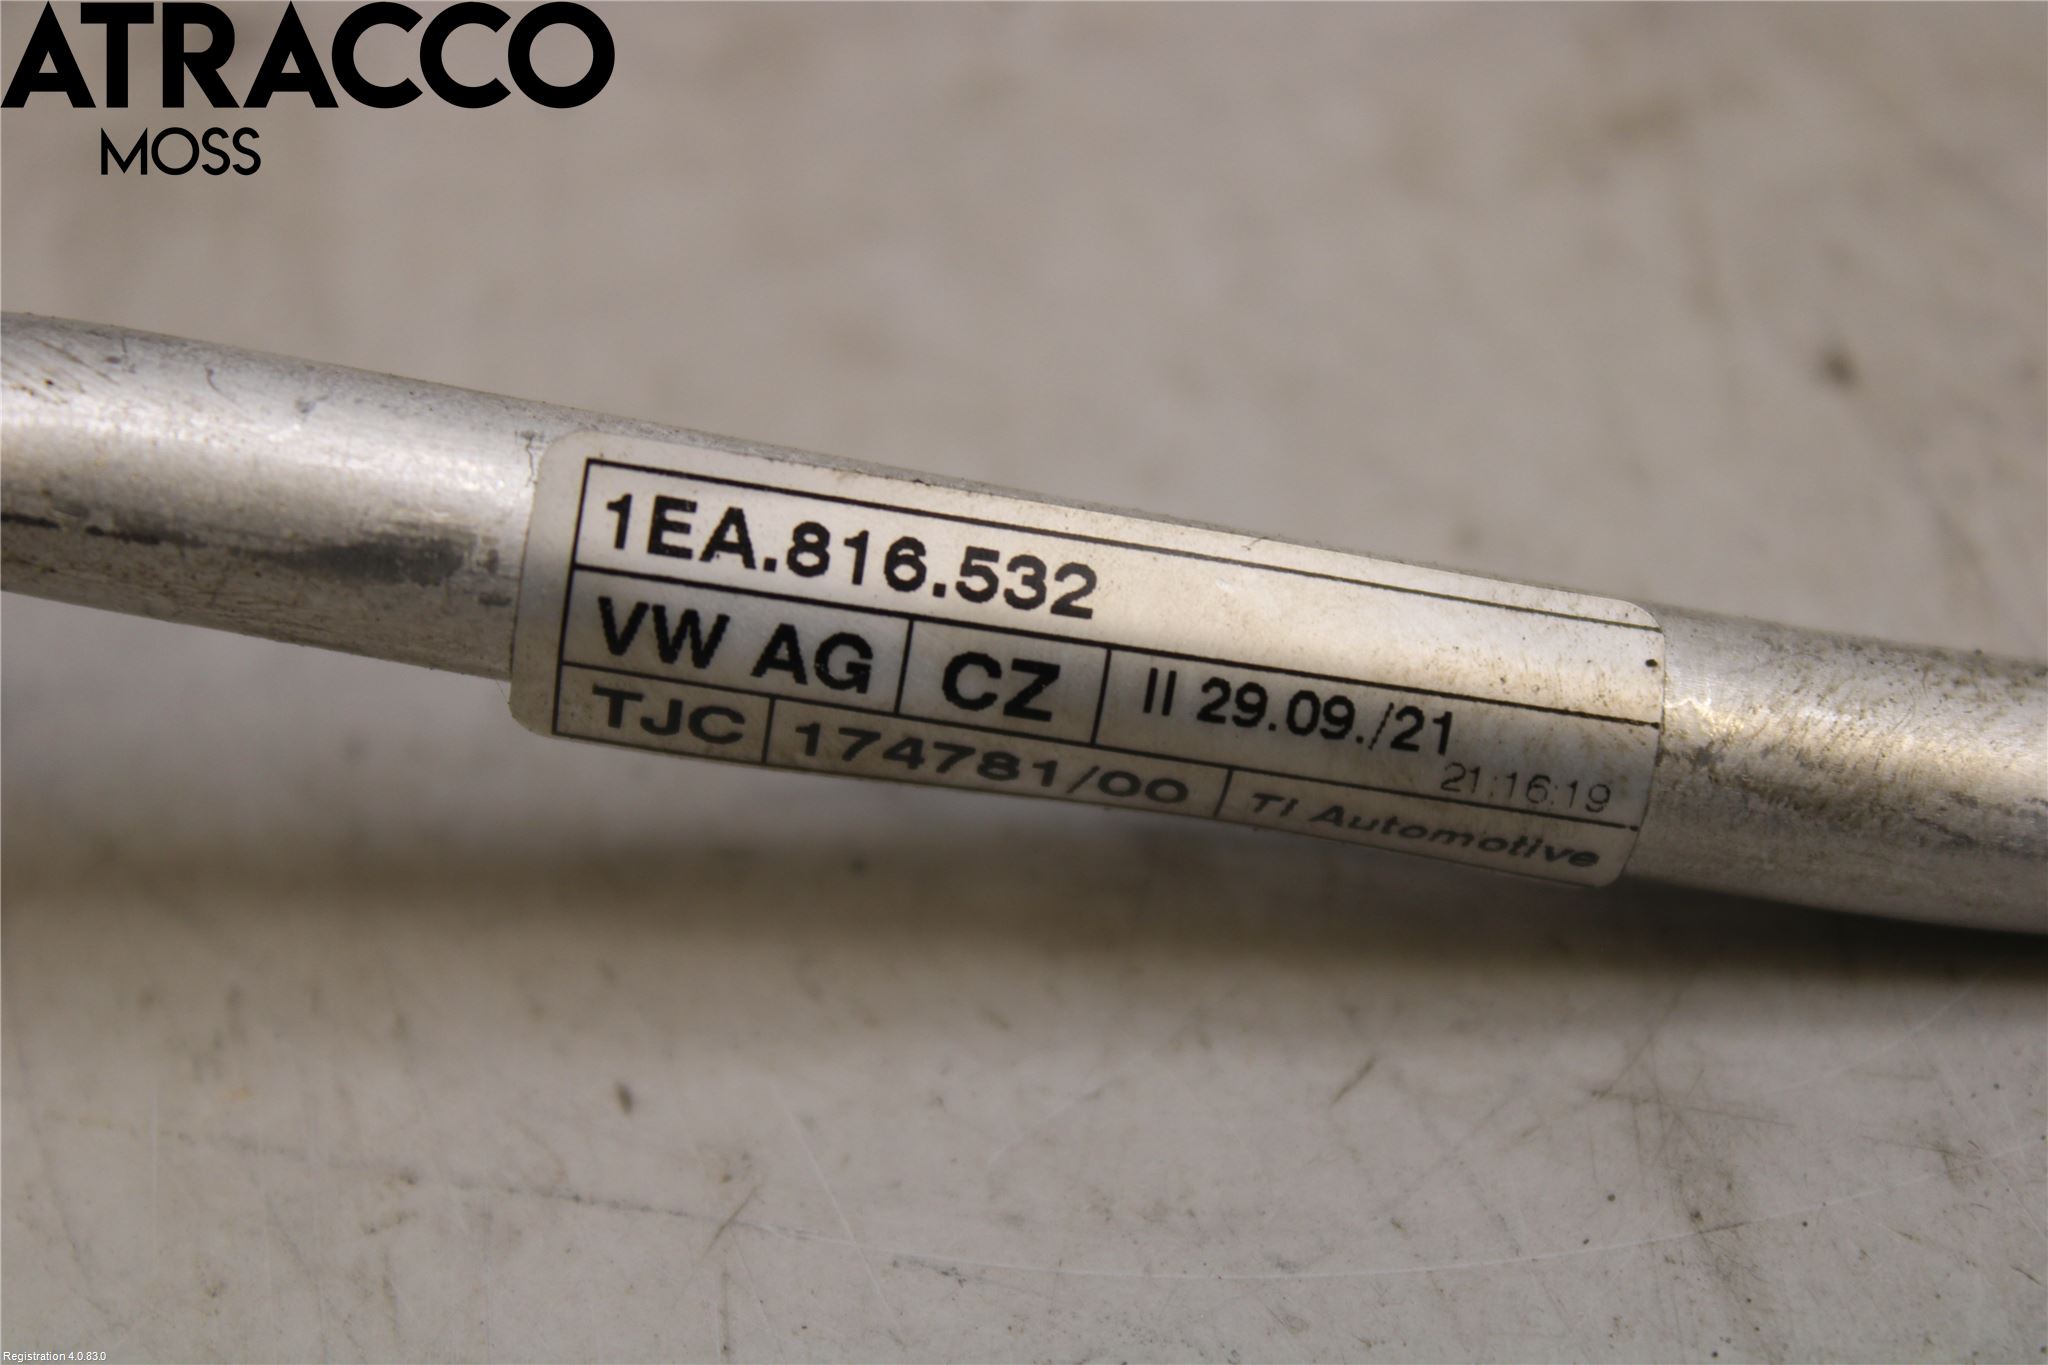 ATRACCO
MOSS
1EA.816.532
VW AG CZ II 29.09./21
21:16:19
TJC 174781/00 TI Automotive
Registration 4.0.83.0